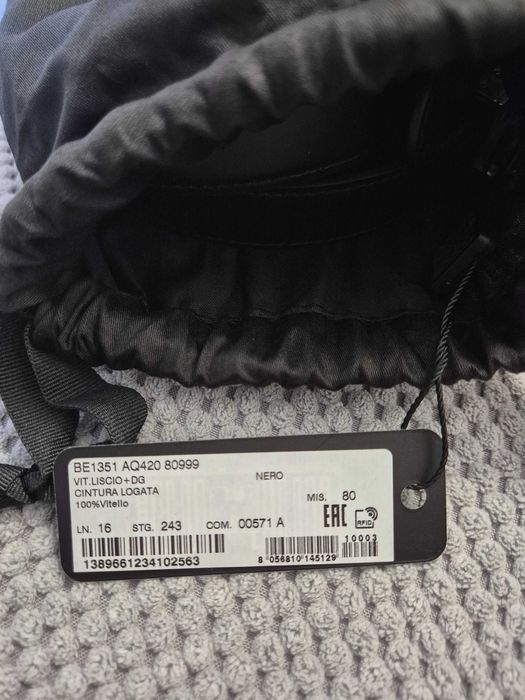 BE1351 AQ420 80999
VIT.LISCIO+DG NERO
CINTURA LOGATA
100%Vitello MIS. 80
LN. 16 STG. 243 COM. 00571 A EAC RFID
10003
1389661234102563 8 056810 145129